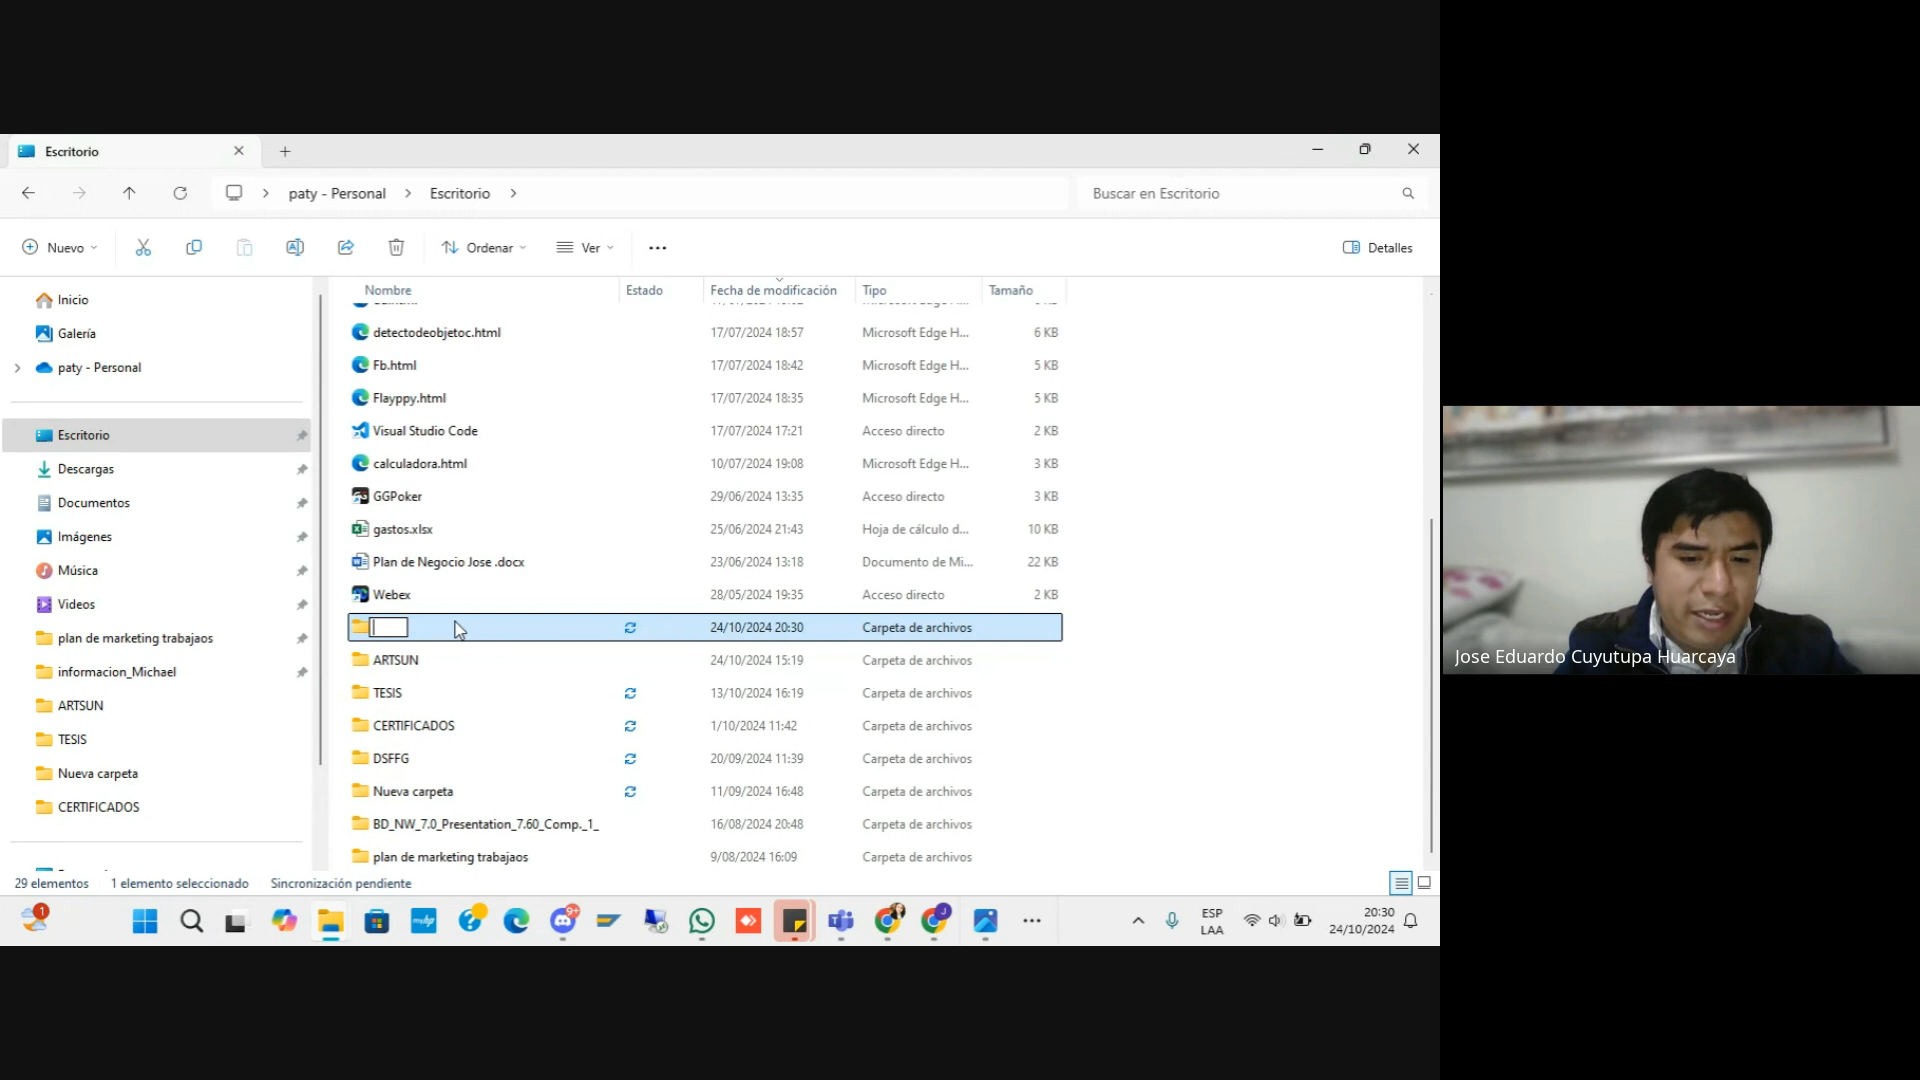 Escritorio
paty - Personal
Escritorio
Buscar en Escritorio
Nuevo
Ordenar
Ver
Detalles
Inicio
Galería
paty - Personal
Escritorio
Descargas
Documentos
Imágenes
Música
Videos
plan de marketing trabajaos
informacion_Michael
ARTSUN
TESIS
Nueva carpeta
CERTIFICADOS
Nombre Estado Fecha de modificación Tipo Tamaño
detectodeobjetoc.html 17/07/2024 18:57 Microsoft Edge H... 6 KB
Fb.html 17/07/2024 18:42 Microsoft Edge H... 5 KB
Flayppy.html 17/07/2024 18:35 Microsoft Edge H... 5 KB
Visual Studio Code 17/07/2024 17:21 Acceso directo 2 KB
calculadora.html 10/07/2024 19:08 Microsoft Edge H... 3 KB
GGPoker 29/06/2024 13:35 Acceso directo 3 KB
gastos.xlsx 25/06/2024 21:43 Hoja de cálculo d... 10 KB
Plan de Negocio Jose .docx 23/06/2024 13:18 Documento de Mi... 22 KB
Webex 28/05/2024 19:35 Acceso directo 2 KB
24/10/2024 20:30 Carpeta de archivos
ARTSUN 24/10/2024 15:19 Carpeta de archivos
TESIS 13/10/2024 16:19 Carpeta de archivos
CERTIFICADOS 1/10/2024 11:42 Carpeta de archivos
DSFFG 20/09/2024 11:39 Carpeta de archivos
Nueva carpeta 11/09/2024 16:48 Carpeta de archivos
BD_NW_7.0_Presentation_7.60_Comp._1_ 16/08/2024 20:48 Carpeta de archivos
plan de marketing trabajaos 9/08/2024 16:09 Carpeta de archivos
29 elementos 1 elemento seleccionado Sincronización pendiente
1
myhp
9+
J
ESP
LAA
20:30
24/10/2024
Jose Eduardo Cuyutupa Huarcaya